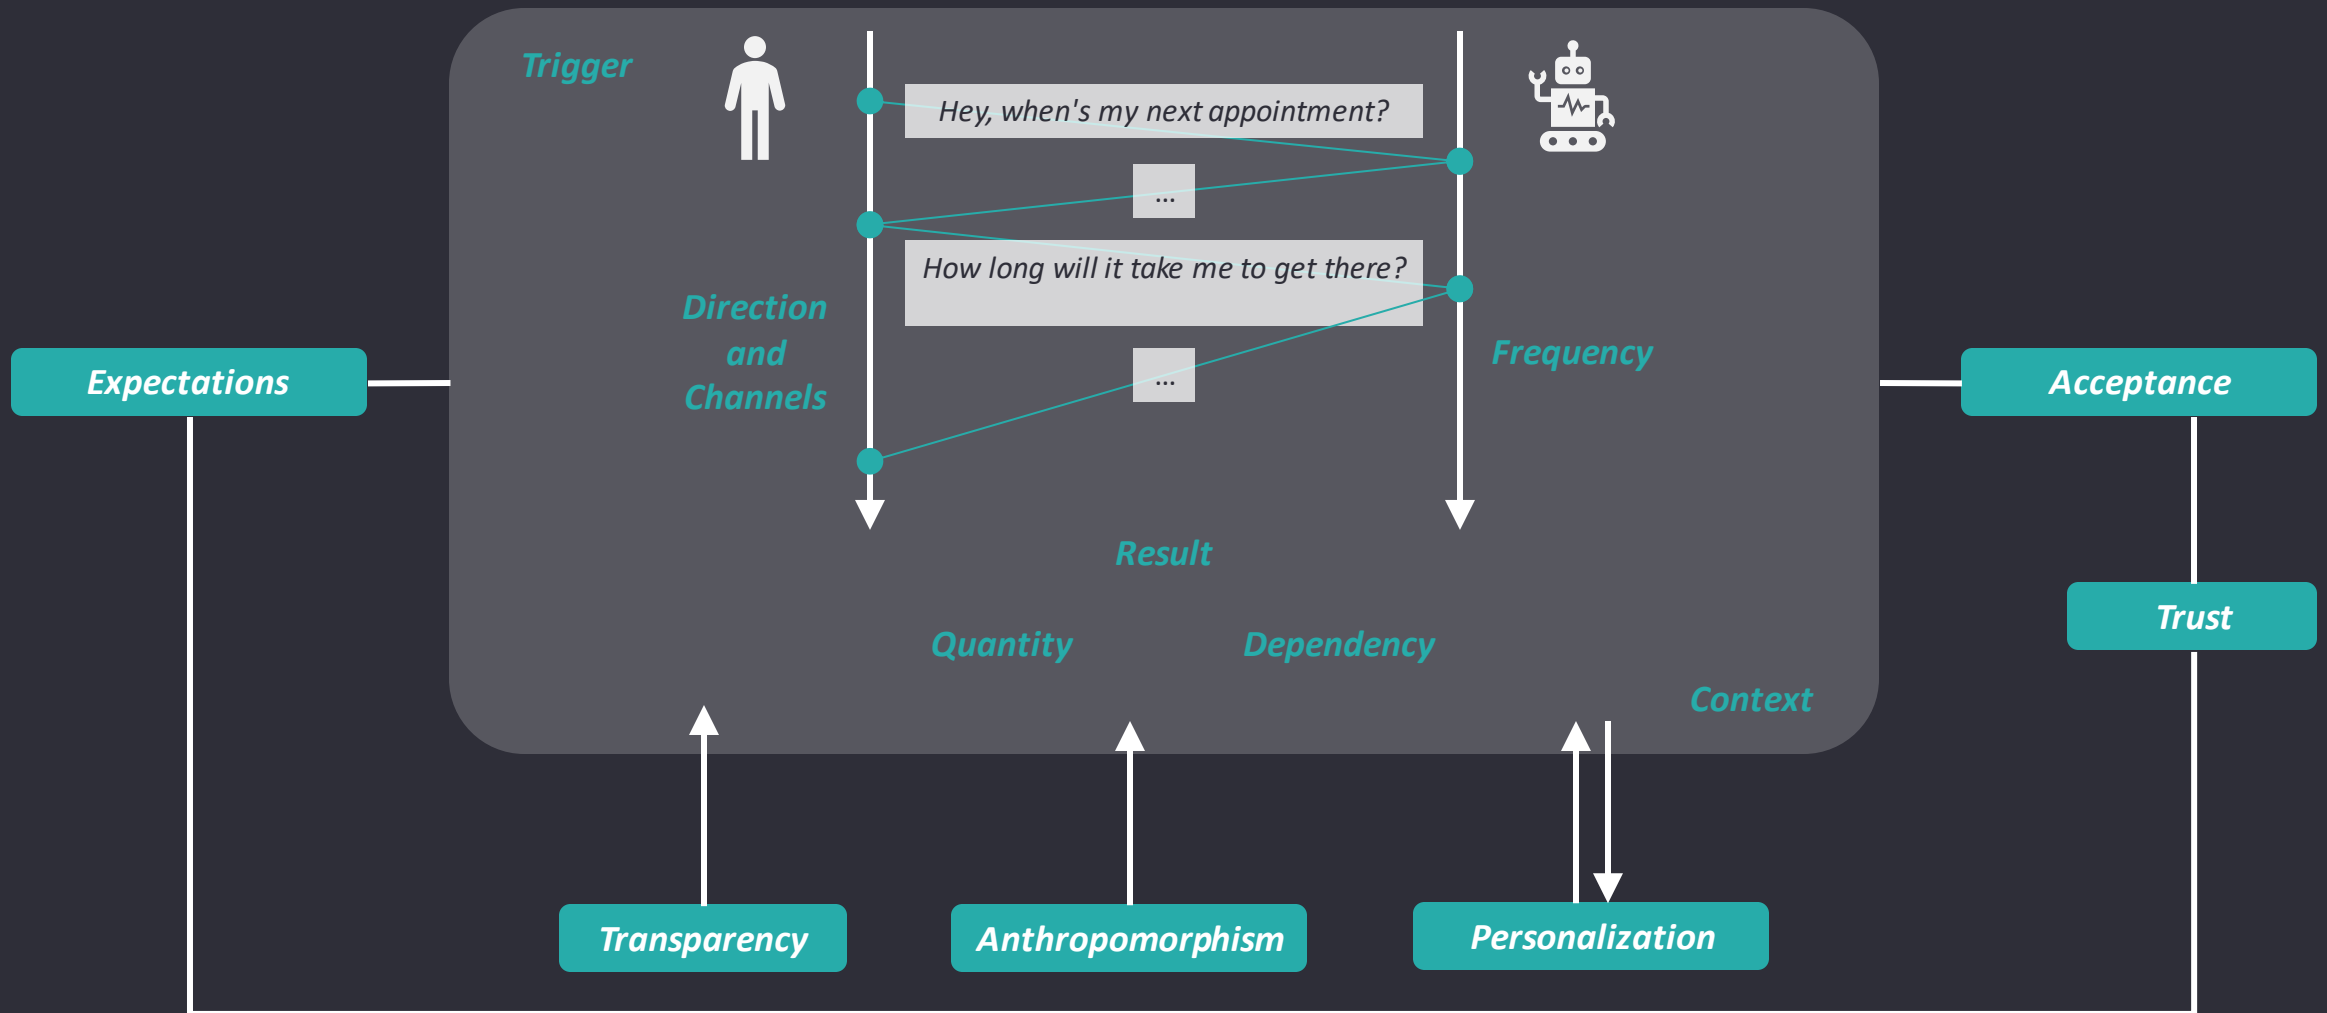 Trigger
Hey, when's my next appointment?
...
How long will it take me to get there?
Direction
and
Channels
Frequency
Expectations
...
Acceptance
Result
Trust
Quantity
Dependency
Context
Transparency
Anthropomorphism
Personalization